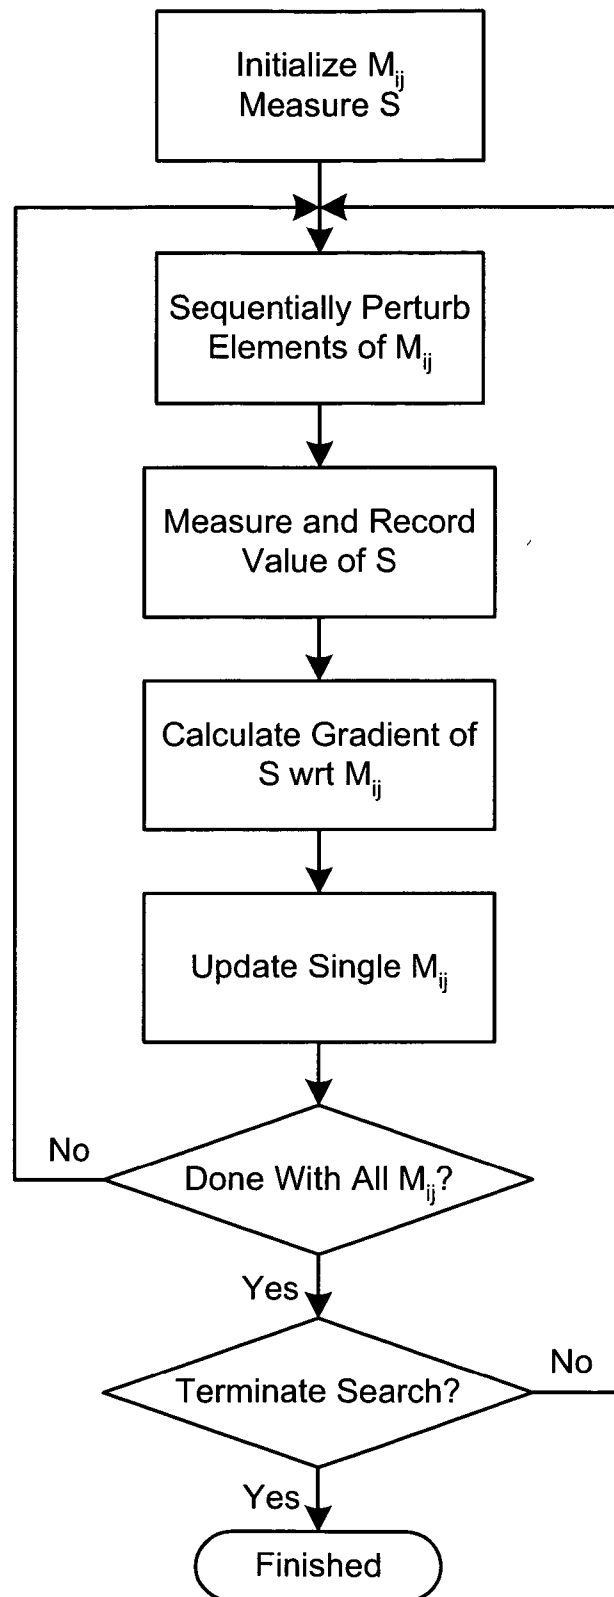 Initialize M_ij
Measure S
Sequentially Perturb
Elements of M_ij
Measure and Record
Value of S
Calculate Gradient of
S wrt M_ij
Update Single M_ij
No
Done With All M_ij?
Yes
No
Terminate Search?
Yes
Finished